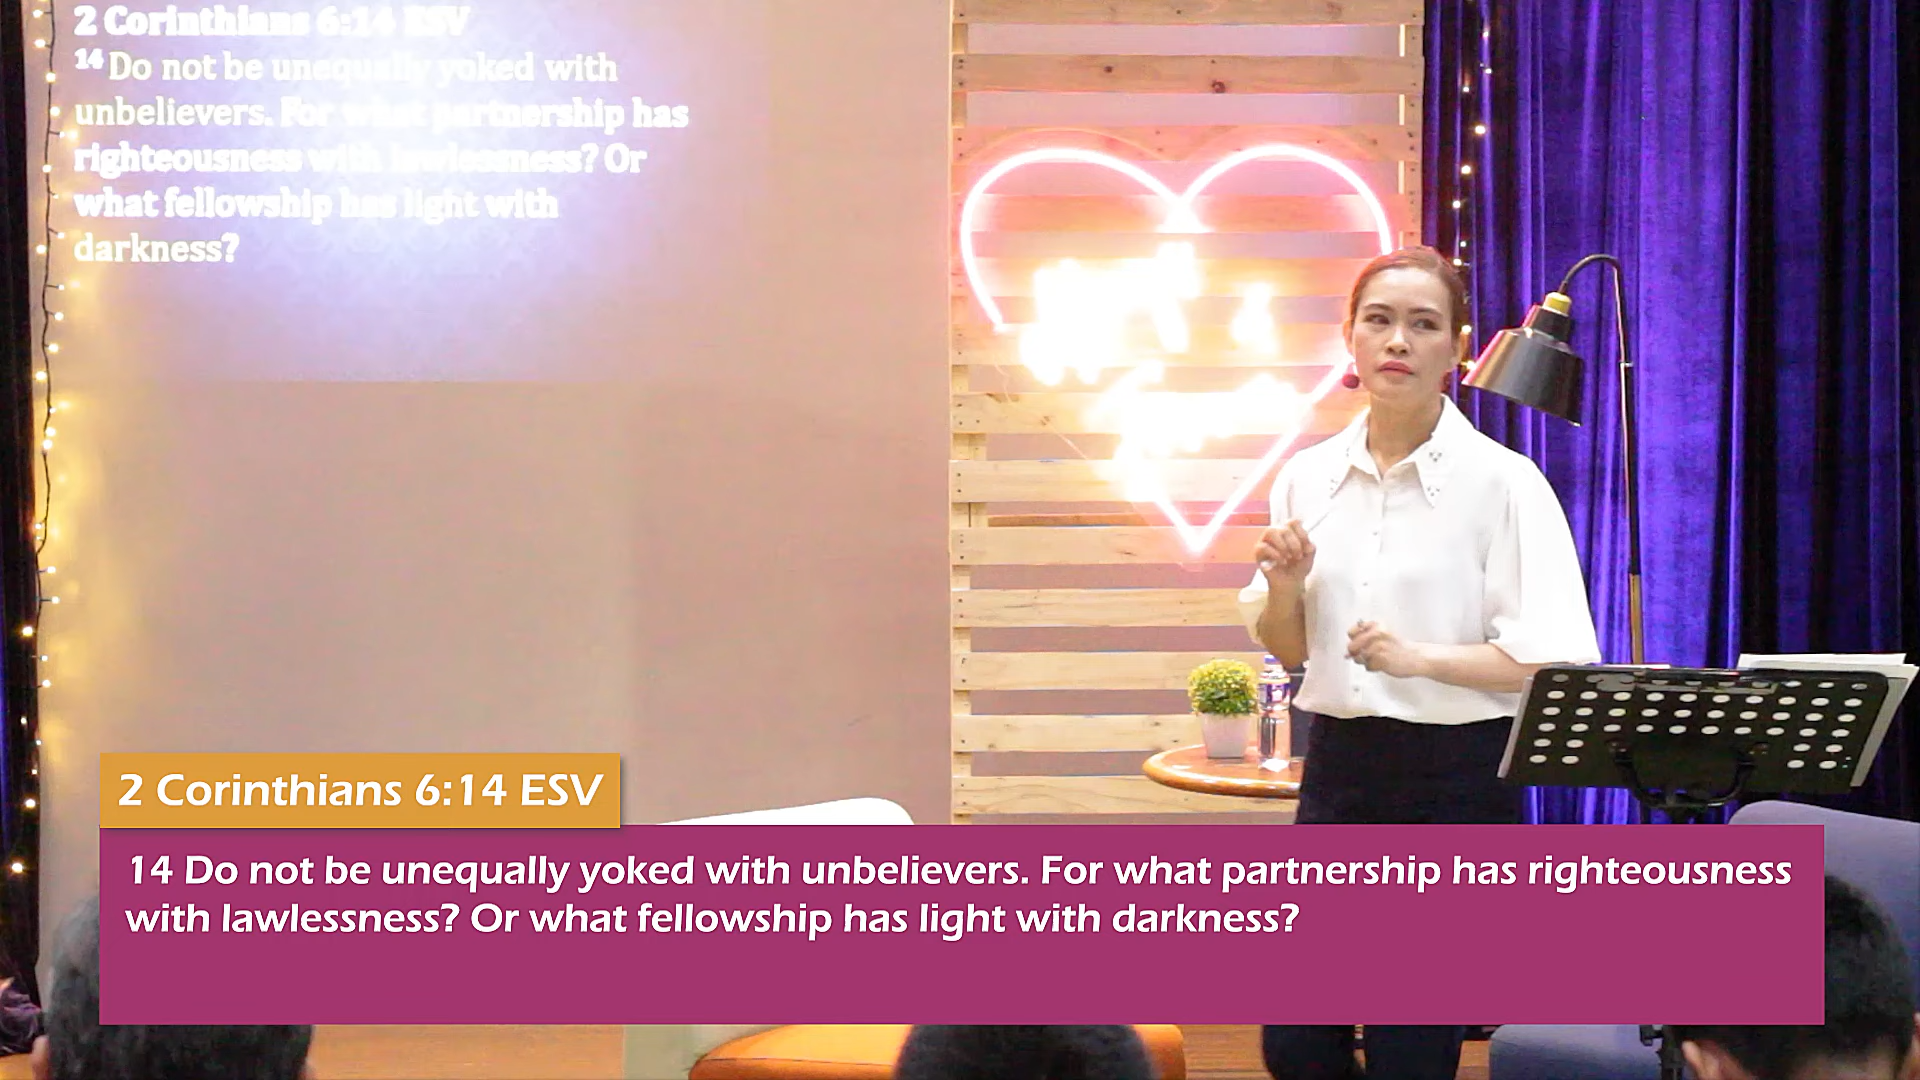 2 Corinthians 6:14 ESV
14 Do not be unequally yoked with
unbelievers. For what partnership has
righteousness with lawlessness? Or
what fellowship has light with
darkness?
2 Corinthians 6:14 ESV
14 Do not be unequally yoked with unbelievers. For what partnership has righteousness
with lawlessness? Or what fellowship has light with darkness?